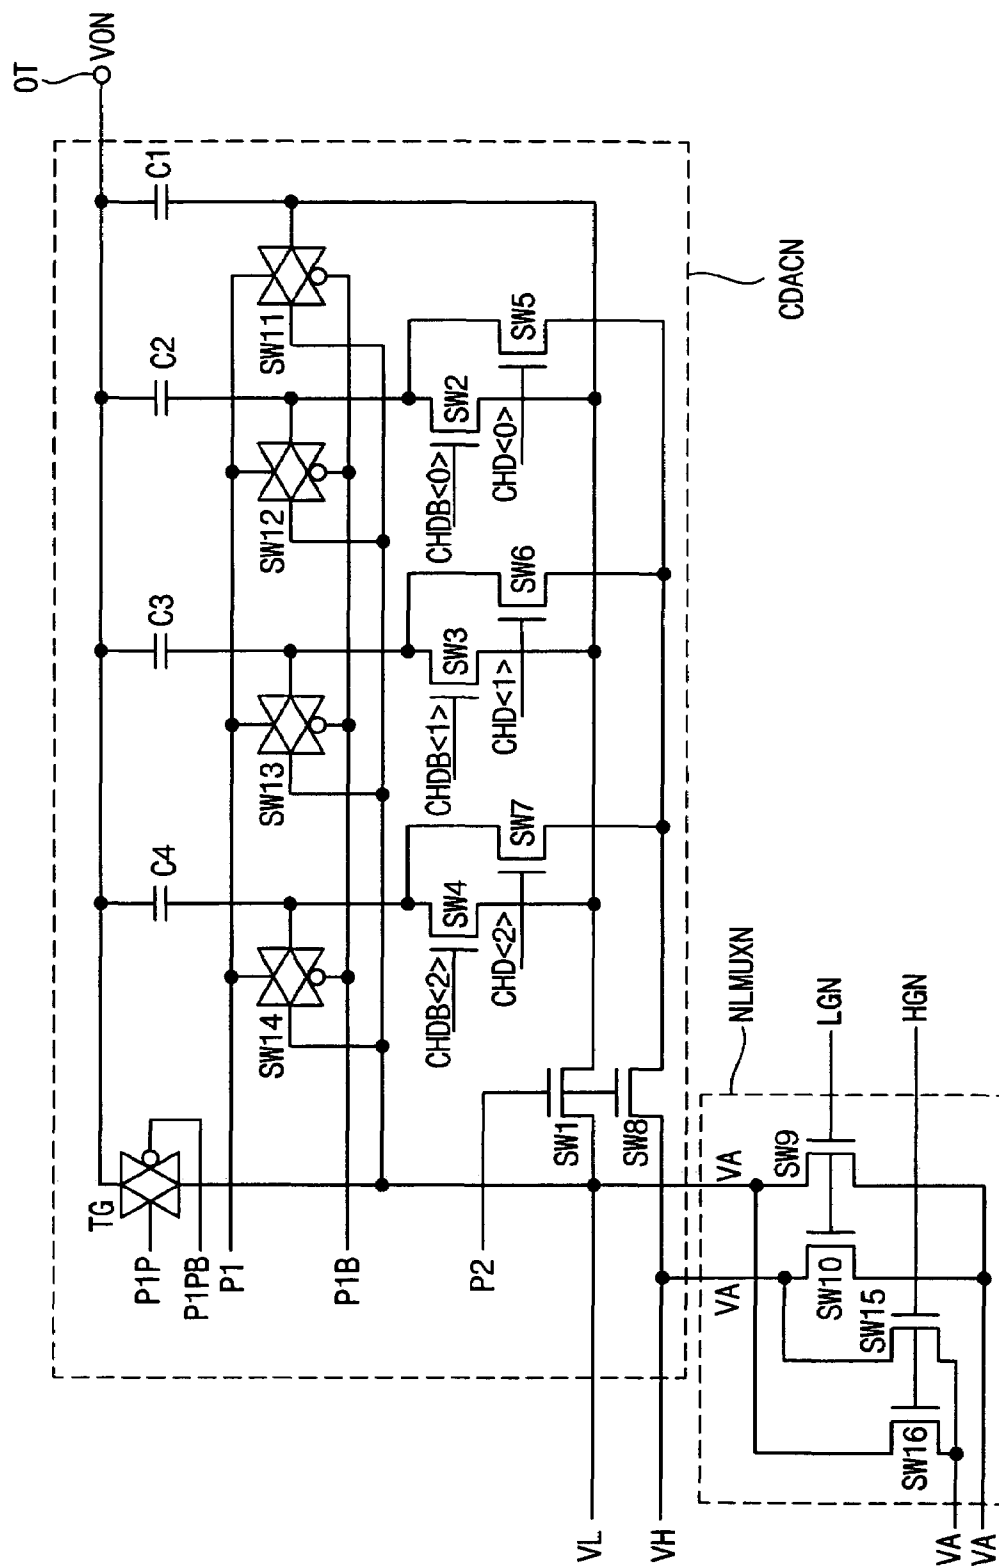 OT
VON
C1
C2
C3
C4
SW11
SW12
SW13
SW14
CDACN
SW5
SW2
CHDB<0>
CHD<0>
SW6
SW3
CHDB<1>
CHD<1>
SW7
SW4
CHDB<2>
CHD<2>
TG
P1P
P1PB
P1
P1B
P2
SW1
SW8
NLMUXN
LGN
HGN
VA
SW9
VA
SW10
SW15
SW16
VL
VH
VA
VA